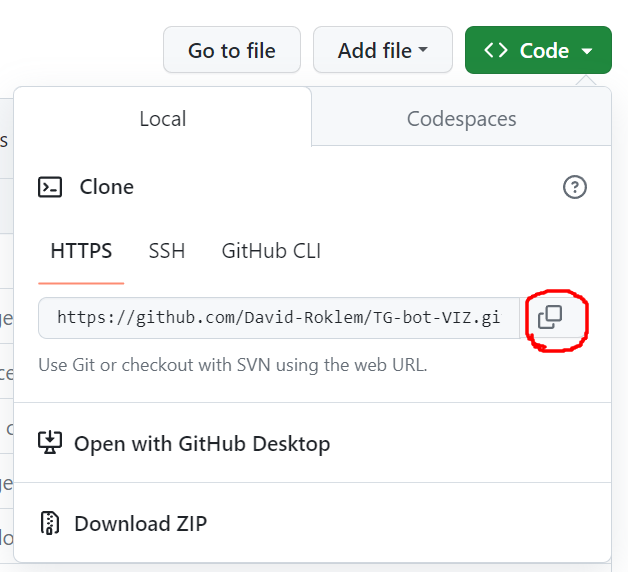 Go to file
Add file
Code
Local
Codespaces
Clone
HTTPS
SSH
GitHub CLI
https://github.com/David-Roklem/TG-bot-VIZ.gi
Use Git or checkout with SVN using the web URL.
Open with GitHub Desktop
Download ZIP